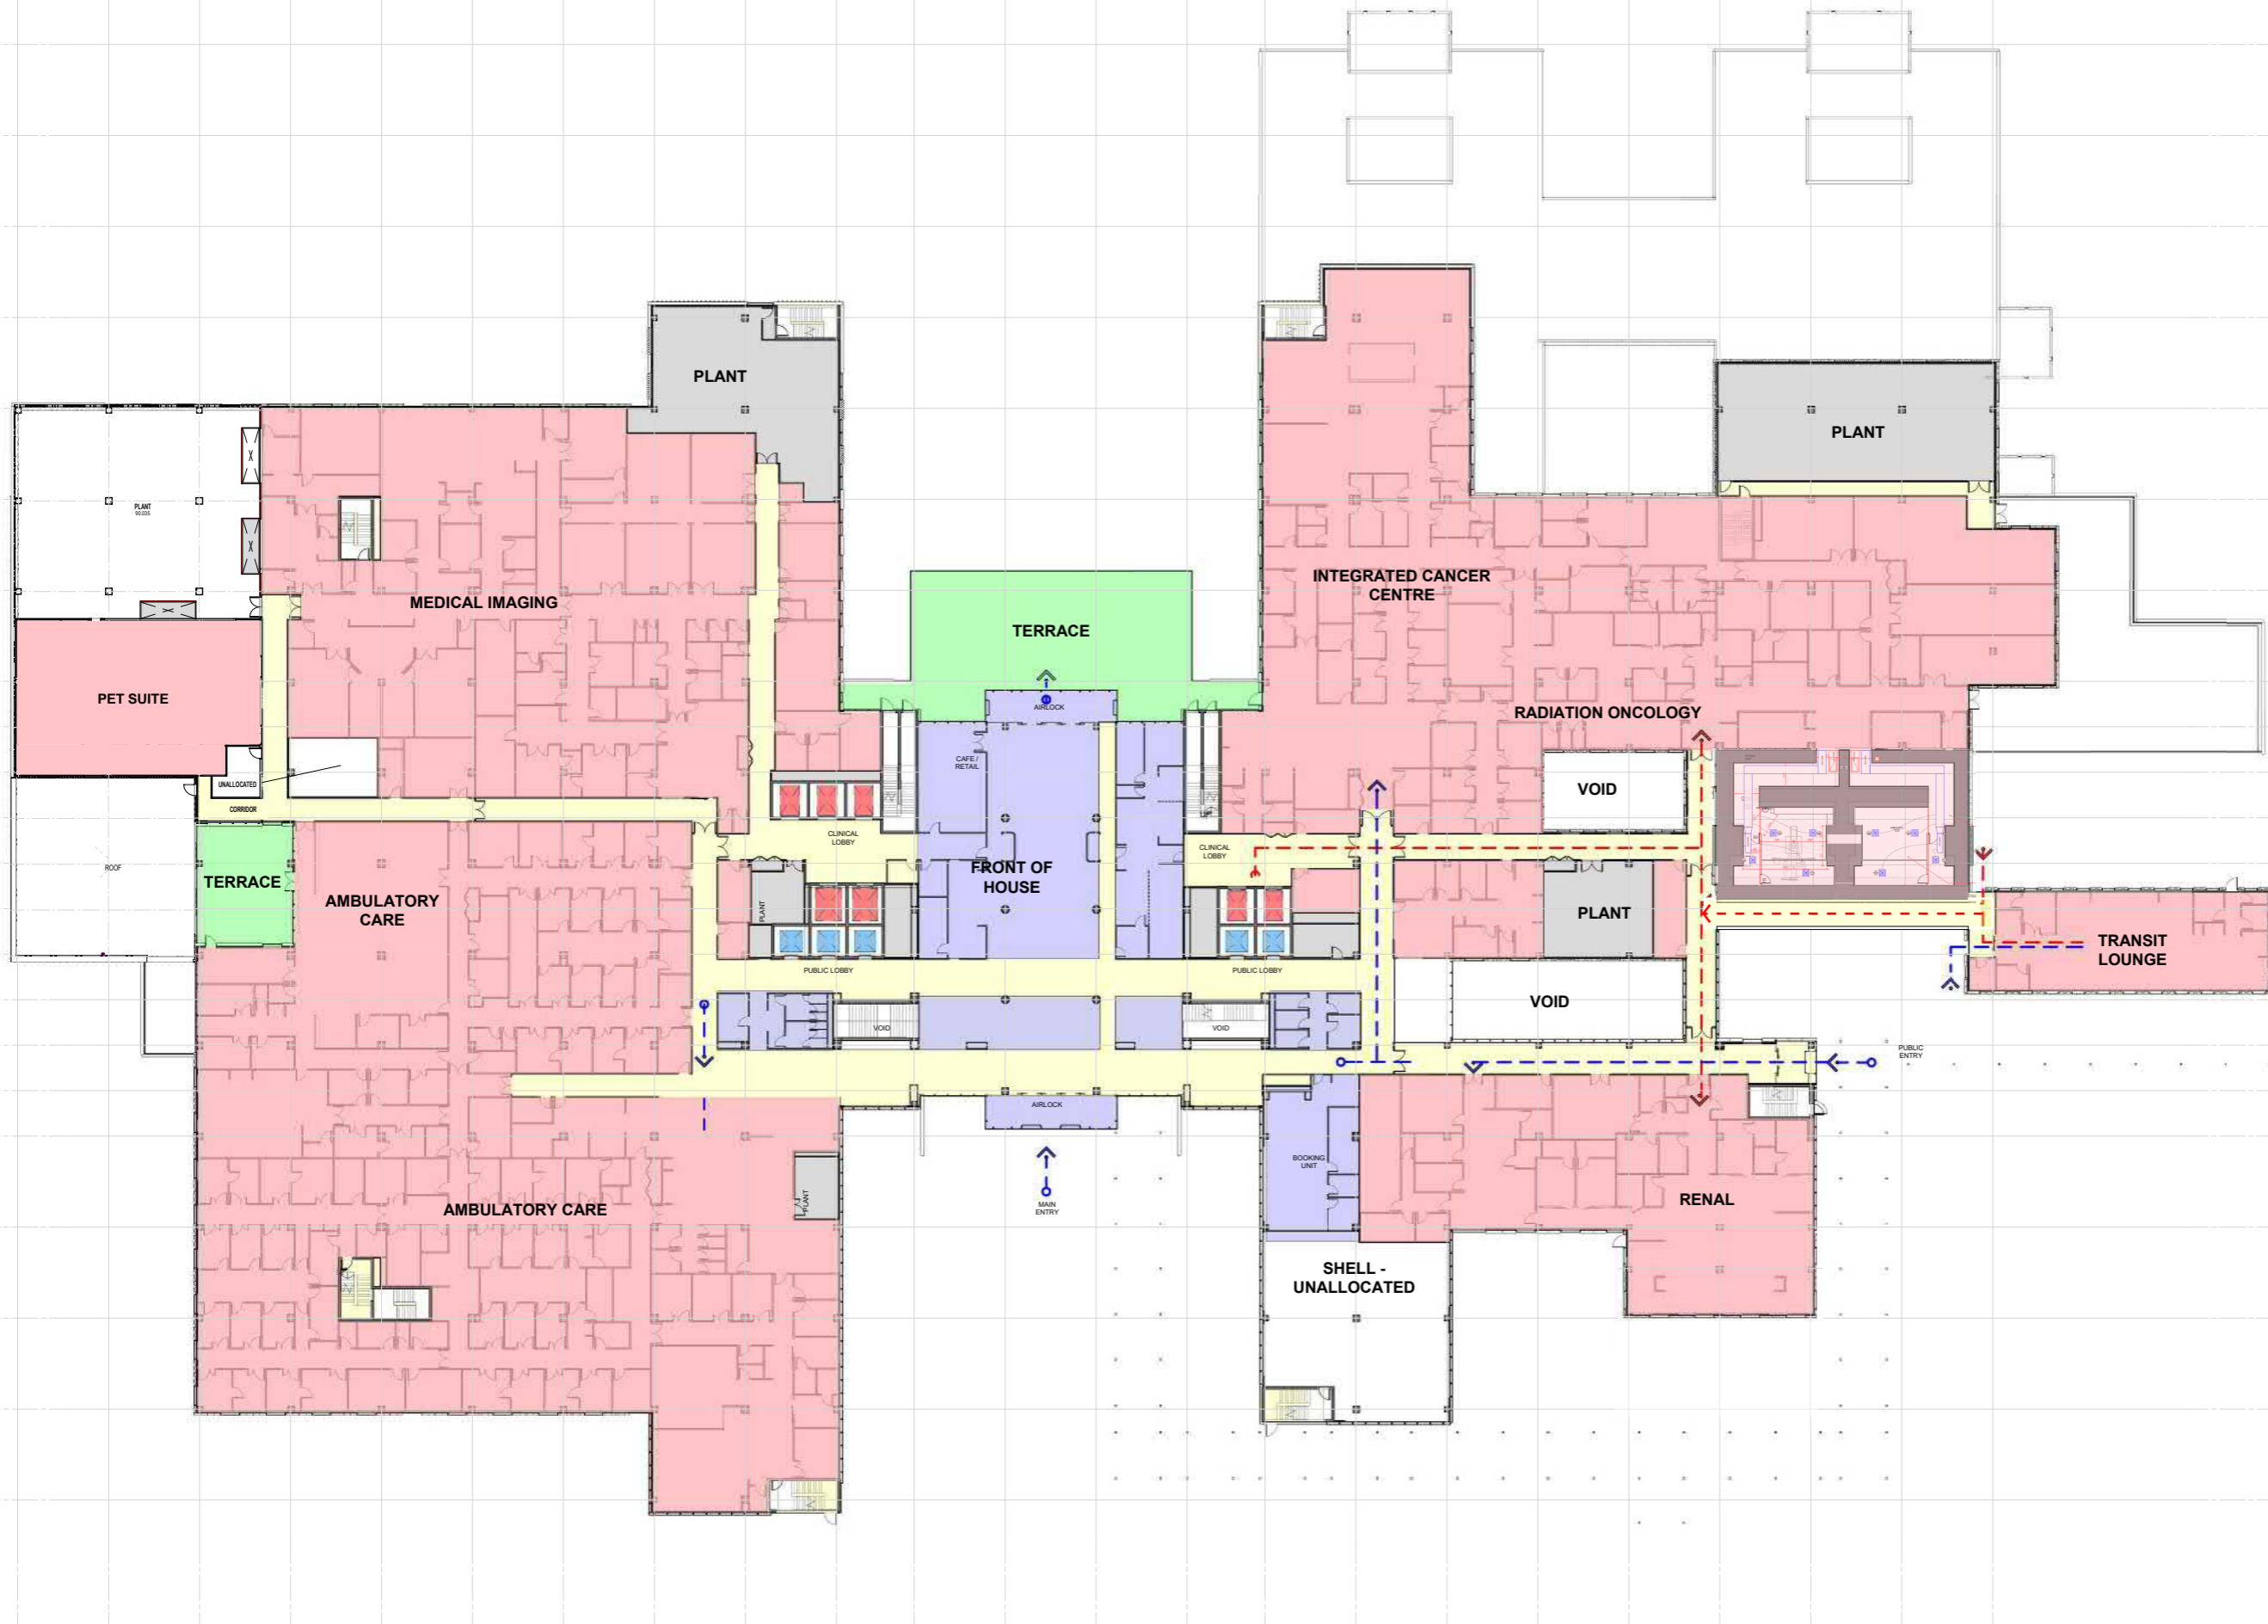 PLANT
PLANT
PLANT
MEDICAL IMAGING
INTEGRATED CANCER
CENTRE
TERRACE
PET SUITE
AIRLOCK
RADIATION ONCOLOGY
CAFE /
RETAIL
UNALLOCATED
VOID
CORRIDOR
CLINICAL
LOBBY
CLINICAL
LOBBY
ROOF
TERRACE
AMBULATORY
CARE
FRONT OF
HOUSE
PLANT
PLANT
TRANSIT
LOUNGE
PUBLIC LOBBY
PUBLIC LOBBY
VOID
VOID
VOID
PUBLIC
ENTRY
AIRLOCK
BOOKING
UNIT
MAIN
ENTRY
PLANT
AMBULATORY CARE
RENAL
SHELL -
UNALLOCATED